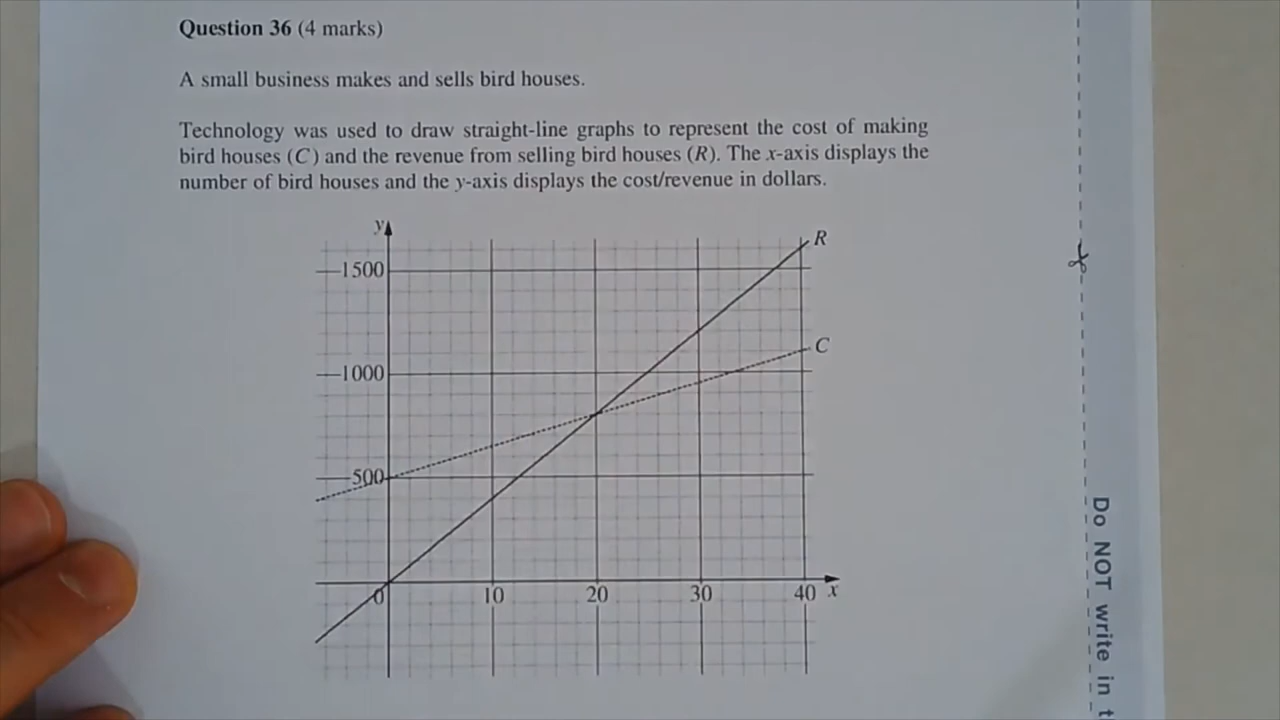 Question 36 (4 marks)
A small business makes and sells bird houses.
Technology was used to draw straight-line graphs to represent the cost of making
bird houses (C) and the revenue from selling bird houses (R). The x-axis displays the
number of bird houses and the y-axis displays the cost/revenue in dollars.
y
R
1500
C
1000
500
0
10
20
30
40
x
Do NOT write in t